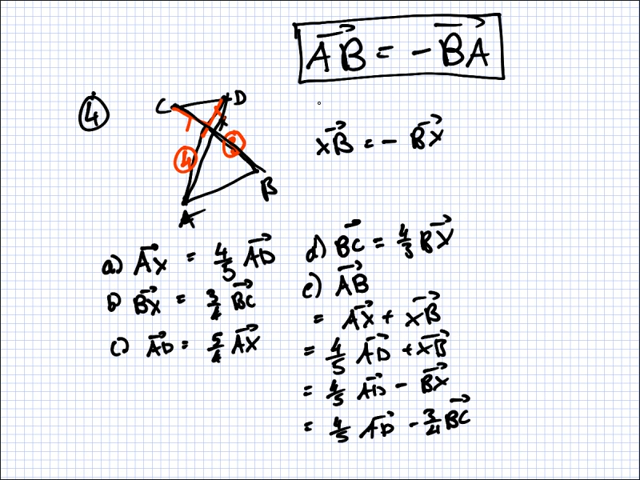 AB = - BA
4
C
D
X
1
XB = - BX
4
B
A
a) AX = 4/5 AD
b) BX = 3/4 BC
c) AD = 5/4 AX
d) BC = 4/3 BX
e) AB
= AX + XB
= 4/5 AD + XB
= 4/5 AD - BX
= 4/5 AD - 3/4 BC